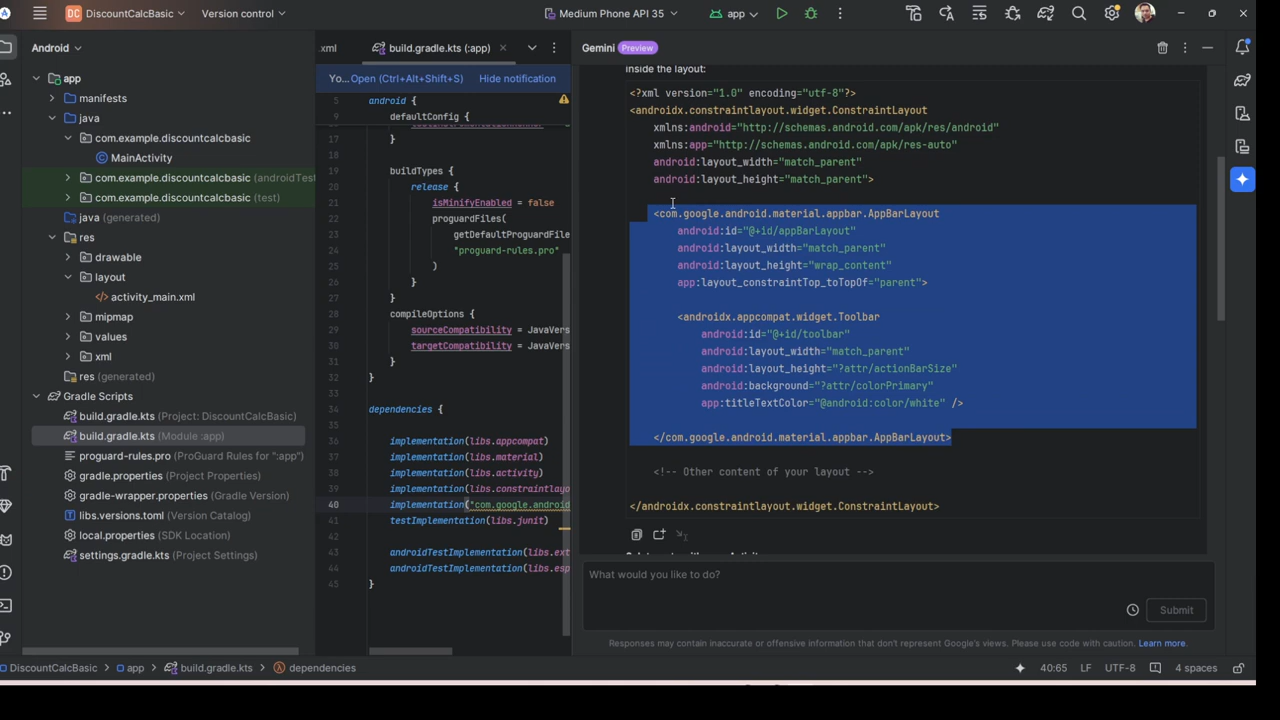 DC DiscountCalcBasic
Version control
Medium Phone API 35
app
Android
app
manifests
java
com.example.discountcalcbasic
MainActivity
com.example.discountcalcbasic (androidTest
com.example.discountcalcbasic (test)
java (generated)
res
drawable
layout
activity_main.xml
mipmap
values
xml
res (generated)
Gradle Scripts
build.gradle.kts (Project: DiscountCalcBasic)
build.gradle.kts (Module :app)
proguard-rules.pro (ProGuard Rules for ":app")
gradle.properties (Project Properties)
gradle-wrapper.properties (Gradle Version)
libs.versions.toml (Version Catalog)
local.properties (SDK Location)
settings.gradle.kts (Project Settings)
xml
build.gradle.kts (:app)
Yo... Open (Ctrl+Alt+Shift+S) Hide notification
5 android {
9 defaultConfig {
17 }
18
19 buildTypes {
20 release {
21 isMinifyEnabled = false
22 proguardFiles(
23 getDefaultProguardFile
24 "proguard-rules.pro"
25 )
26 }
27 }
28 compileOptions {
29 sourceCompatibility = JavaVers
30 targetCompatibility = JavaVers
31 }
32 }
33
34 dependencies {
35
36 implementation(libs.appcompat)
37 implementation(libs.material)
38 implementation(libs.activity)
39 implementation(libs.constraintlayo
40 implementation("com.google.android
41 testImplementation(libs.junit)
42
43 androidTestImplementation(libs.ext
44 androidTestImplementation(libs.esp
45 }
Gemini Preview
inside the layout:
<?xml version="1.0" encoding="utf-8"?>
<androidx.constraintlayout.widget.ConstraintLayout
xmlns:android="http://schemas.android.com/apk/res/android"
xmlns:app="http://schemas.android.com/apk/res-auto"
android:layout_width="match_parent"
android:layout_height="match_parent">
<com.google.android.material.appbar.AppBarLayout
android:id="@+id/appBarLayout"
android:layout_width="match_parent"
android:layout_height="wrap_content"
app:layout_constraintTop_toTopOf="parent">
<androidx.appcompat.widget.Toolbar
android:id="@+id/toolbar"
android:layout_width="match_parent"
android:layout_height="?attr/actionBarSize"
android:background="?attr/colorPrimary"
app:titleTextColor="@android:color/white" />
</com.google.android.material.appbar.AppBarLayout>
<!-- Other content of your layout -->
</androidx.constraintlayout.widget.ConstraintLayout>
What would you like to do?
Submit
Responses may contain inaccurate or offensive information that don't represent Google's views. Please use code with caution. Learn more.
DiscountCalcBasic > app > build.gradle.kts > dependencies
40:65 LF UTF-8 4 spaces